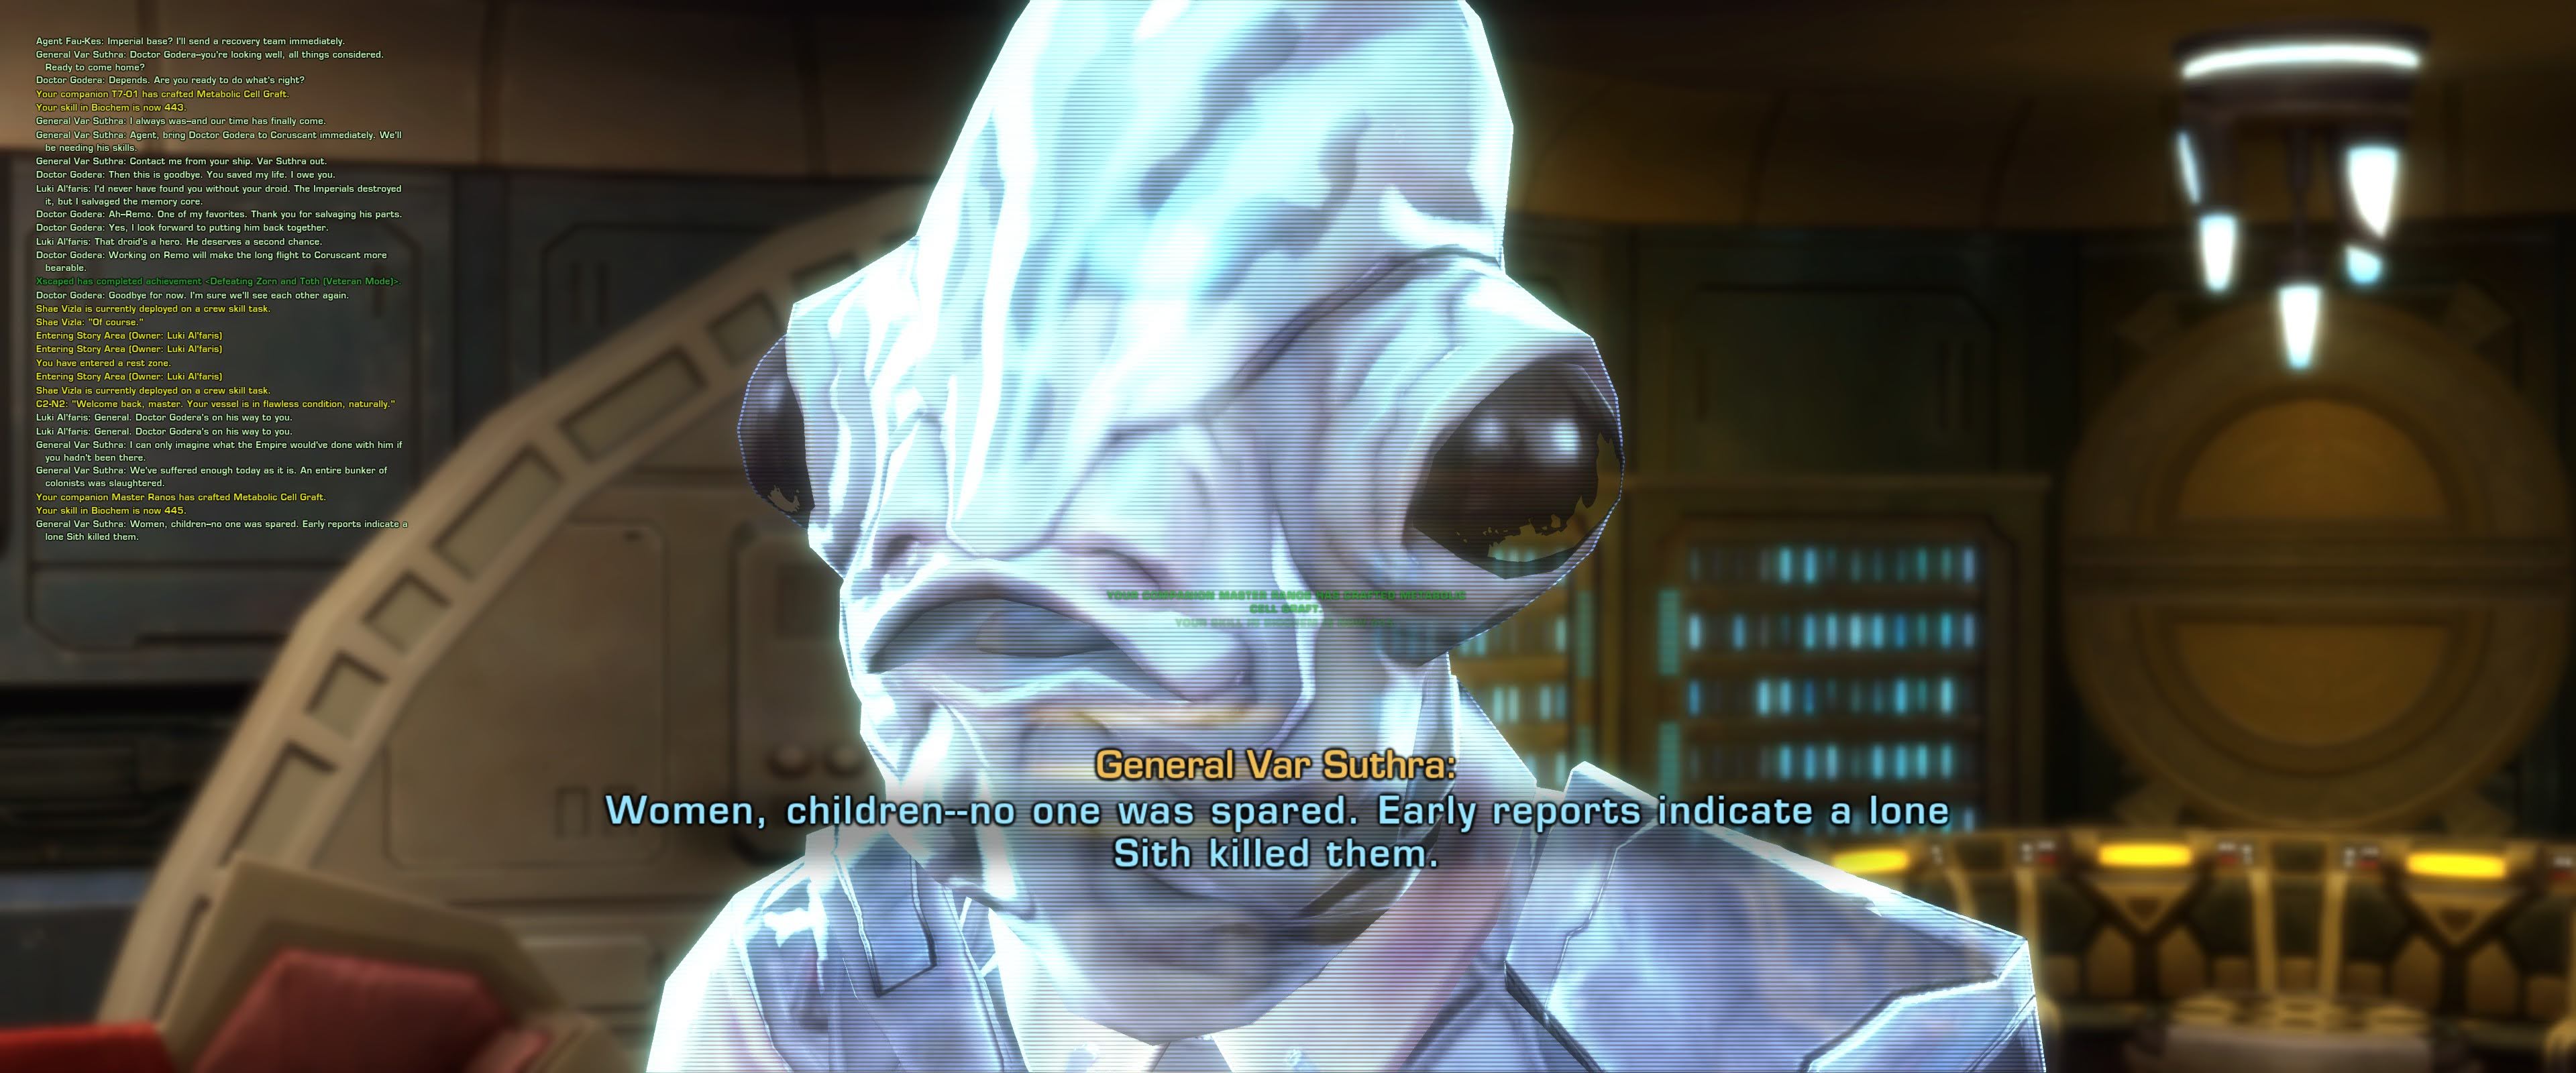 Agent Fau-Kes: Imperial base? I'll send a recovery team immediately.
General Var Suthra: Doctor Godera--you're looking well, all things considered.
Ready to come home?
Doctor Godera: Depends. Are you ready to do what's right?
Your companion T7-O1 has crafted Metabolic Cell Graft.
Your skill in Biochem is now 443.
General Var Suthra: I always was--and our time has finally come.
General Var Suthra: Agent, bring Doctor Godera to Coruscant immediately. We'll
be needing his skills.
General Var Suthra: Contact me from your ship. Var Suthra out.
Doctor Godera: Then this is goodbye. You saved my life. I owe you.
Luki Al'faris: I'd never have found you without your droid. The Imperials destroyed
it, but I salvaged the memory core.
Doctor Godera: Ah--Remo. One of my favorites. Thank you for salvaging his parts.
Doctor Godera: Yes, I look forward to putting him back together.
Luki Al'faris: That droid's a hero. He deserves a second chance.
Doctor Godera: Working on Remo will make the long flight to Coruscant more
bearable.
Xscaped has completed achievement <Defeating Zorn and Toth (Veteran Mode)>
Doctor Godera: Goodbye for now. I'm sure we'll see each other again.
Shae Vizla is currently deployed on a crew skill task.
Shae Vizla: "Of course."
Entering Story Area (Owner: Luki Al'faris)
Entering Story Area (Owner: Luki Al'faris)
You have entered a rest zone.
Entering Story Area (Owner: Luki Al'faris)
Shae Vizla is currently deployed on a crew skill task.
C2-N2: "Welcome back, master. Your vessel is in flawless condition, naturally."
Luki Al'faris: General. Doctor Godera's on his way to you.
Luki Al'faris: General. Doctor Godera's on his way to you.
General Var Suthra: I can only imagine what the Empire would've done with him if
you hadn't been there.
General Var Suthra: We've suffered enough today as it is. An entire bunker of
colonists was slaughtered.
Your companion Master Ranos has crafted Metabolic Cell Graft.
Your skill in Biochem is now 445.
General Var Suthra: Women, children--no one was spared. Early reports indicate a
lone Sith killed them.
YOUR COMPANION MASTER RANOS HAS CRAFTED METABOLIC
CELL GRAFT.
YOUR SKILL IN BIOCHEM IS NOW
General Var Suthra:
Women, children--no one was spared. Early reports indicate a lone
Sith killed them.